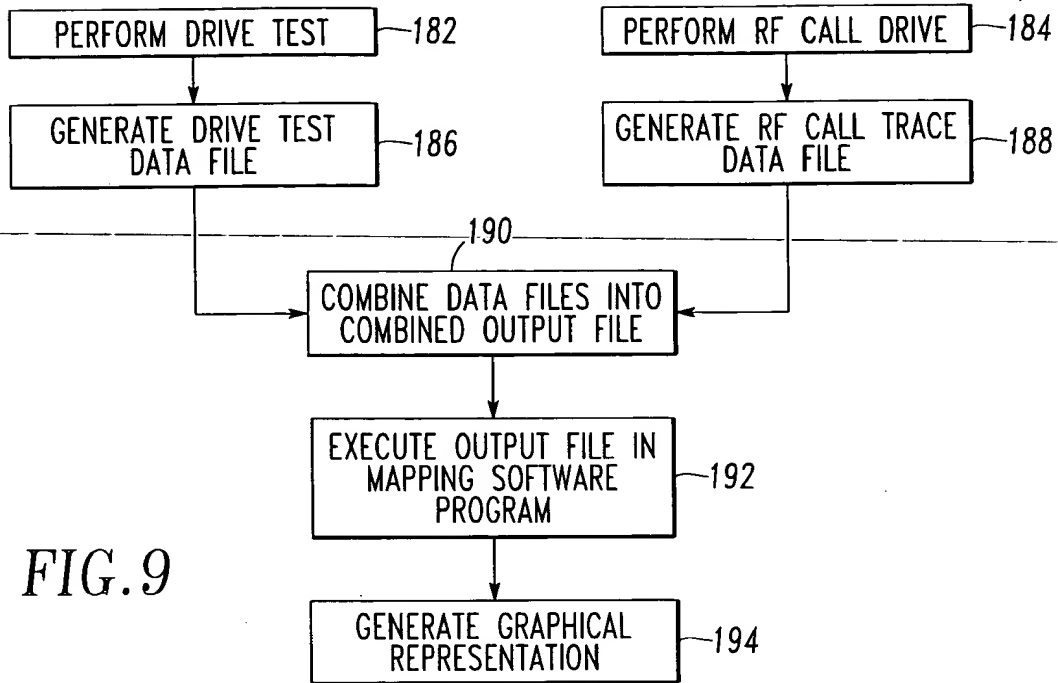 PERFORM DRIVE TEST
182
PERFORM RF CALL DRIVE
184
GENERATE DRIVE TEST
DATA FILE
186
GENERATE RF CALL TRACE
DATA FILE
188
190
COMBINE DATA FILES INTO
COMBINED OUTPUT FILE
EXECUTE OUTPUT FILE IN
MAPPING SOFTWARE
PROGRAM
192
FIG.9
GENERATE GRAPHICAL
REPRESENTATION
194